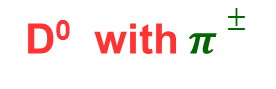 D⁰ with π ±